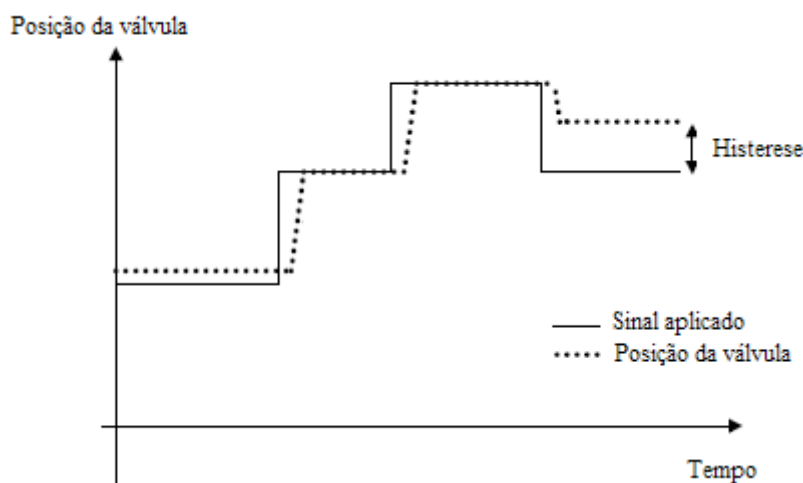 Posição da válvula
Histerese
Sinal aplicado
Posição da válvula
Tempo